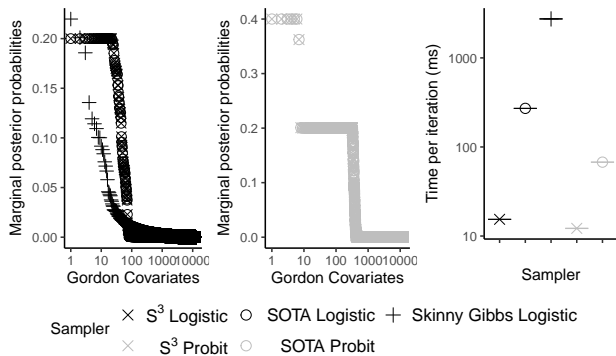 Marginal posterior probabilities
0.20
0.15
0.10
0.05
0.00
1 10 100 1000 10000
Gordon Covariates
Marginal posterior probabilities
0.4
0.3
0.2
0.1
0.0
1 10 100 1000 10000
Gordon Covariates
Time per iteration (ms)
1000
100
10
Sampler
Sampler
S³ Logistic
SOTA Logistic
Skinny Gibbs Logistic
S³ Probit
SOTA Probit